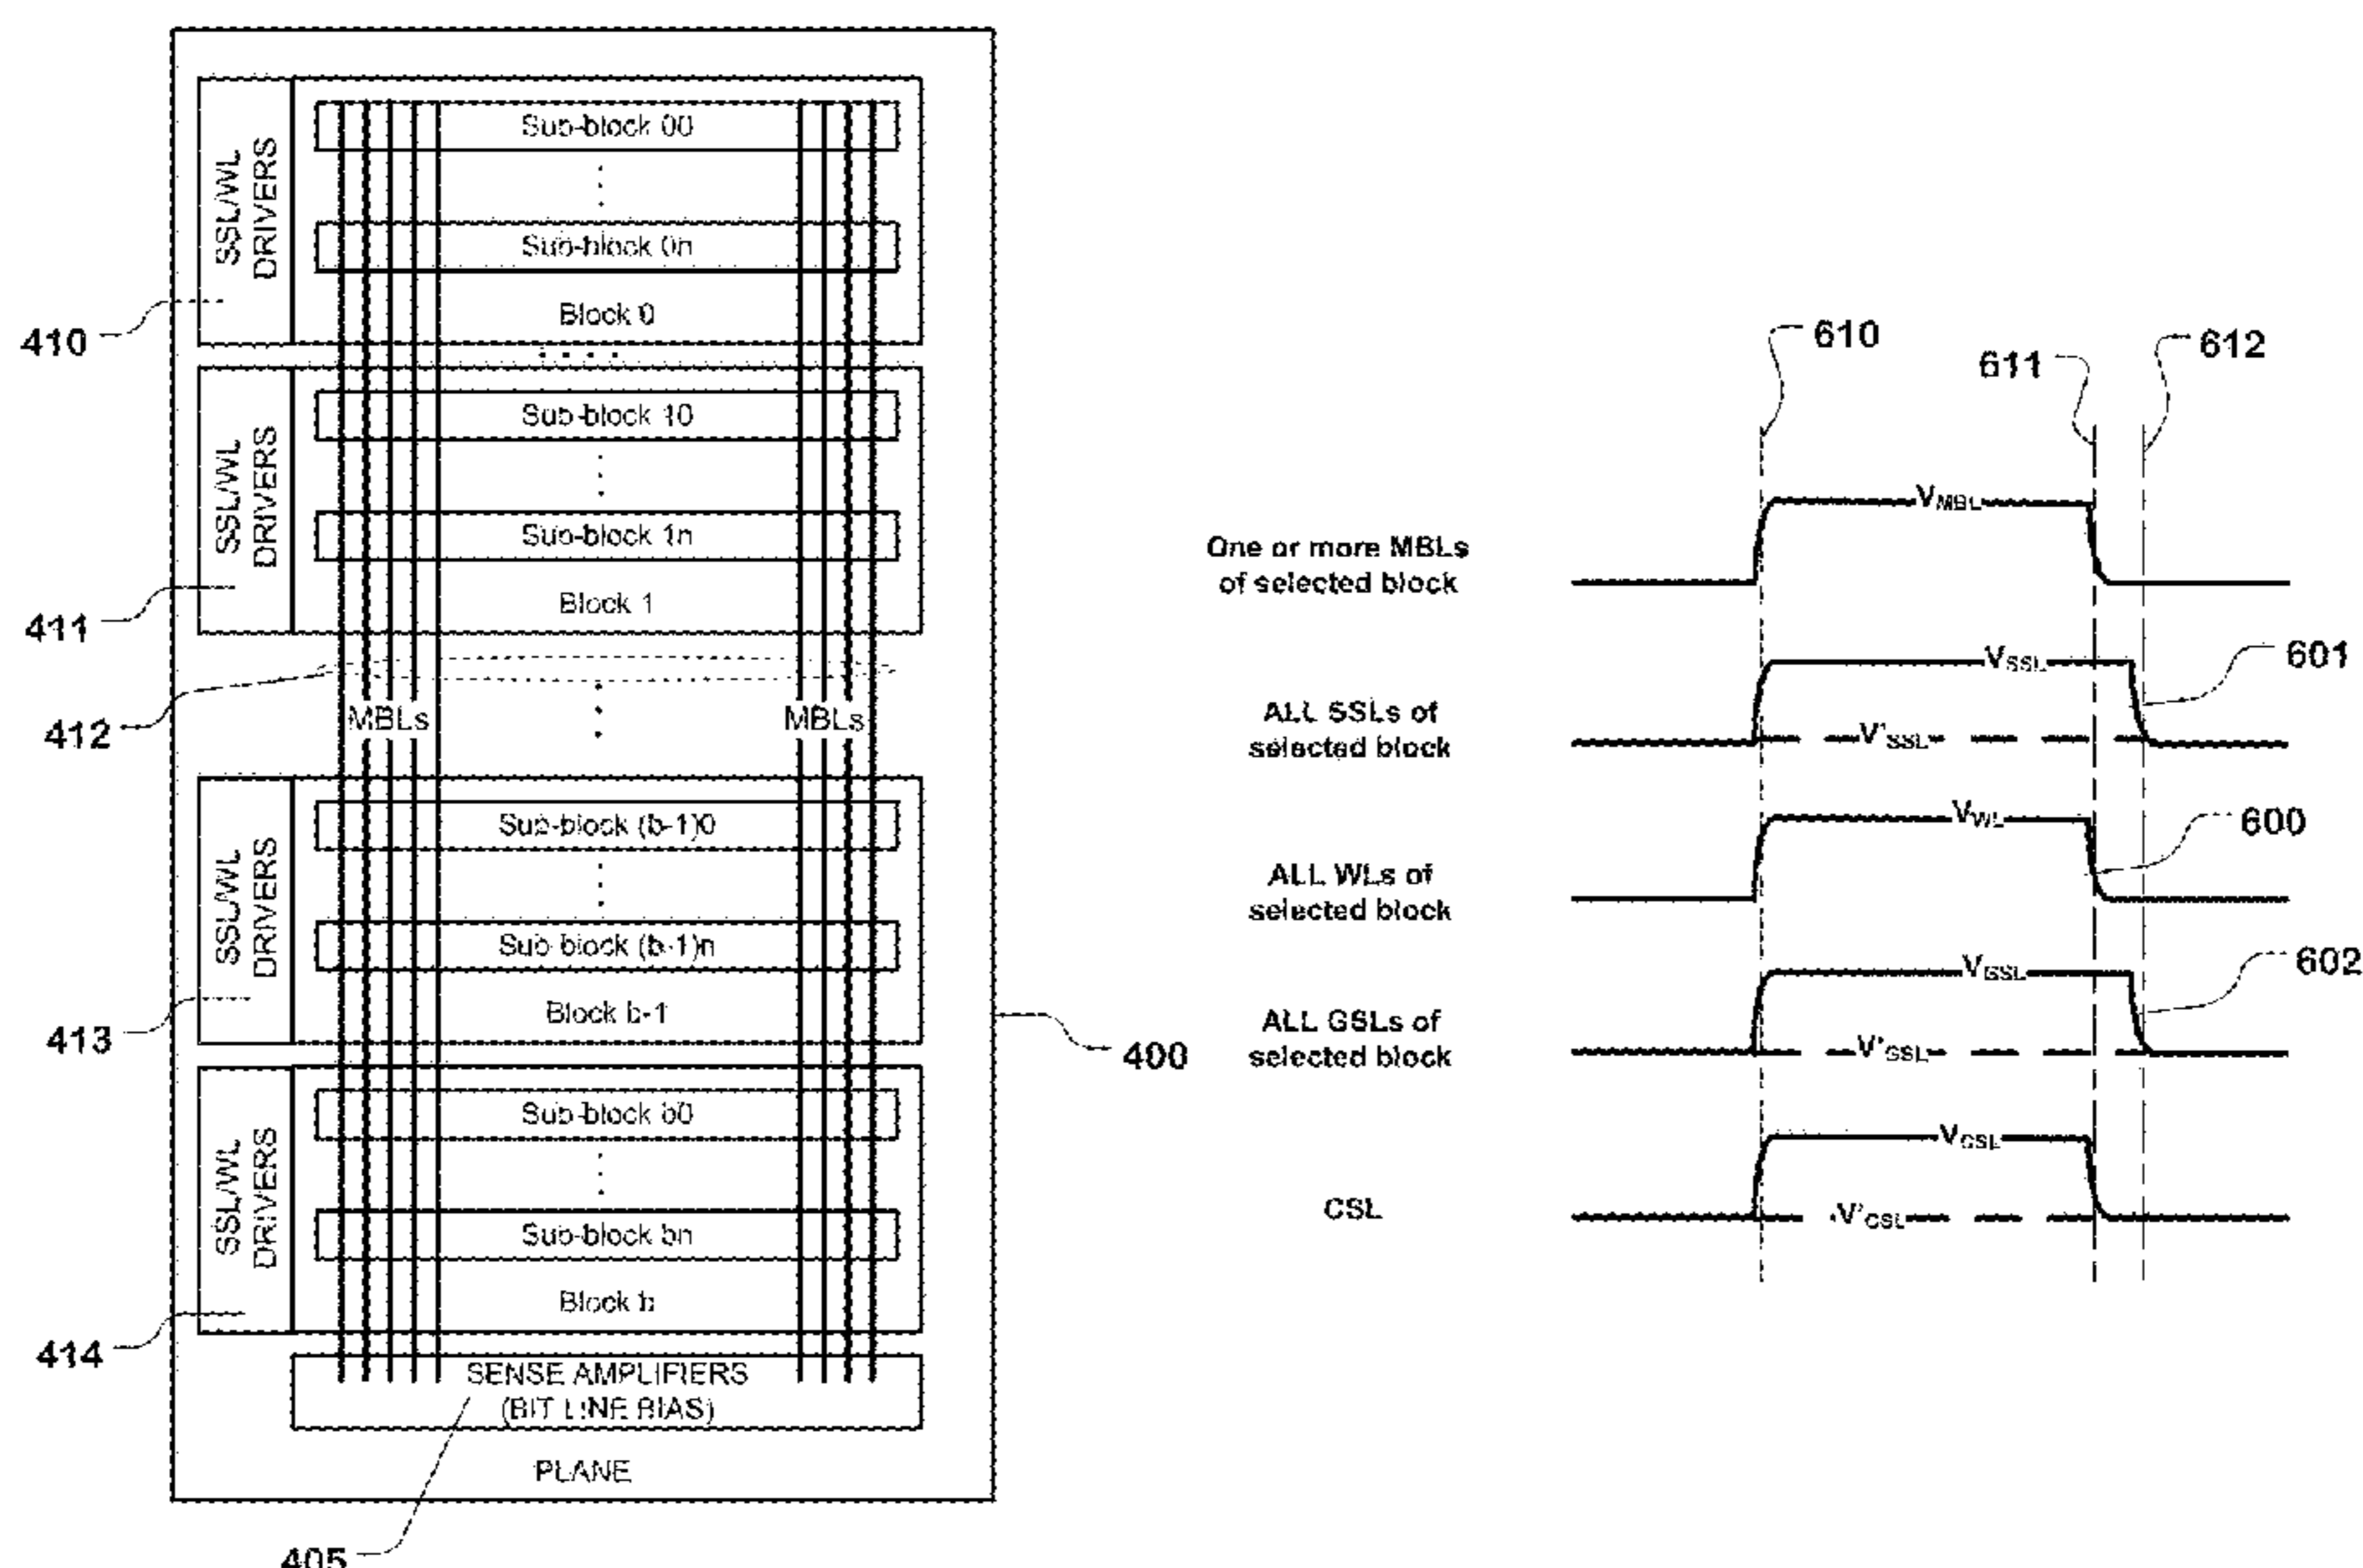 SSL/WL
DRIVERS
Sub-block 00
Sub-block 0n
Block 0
410
SSL/WL
DRIVERS
Sub-block 10
Sub-block 1n
Block 1
411
412
MBLs
MBLs
SSL/WL
DRIVERS
Sub-block (b-1)0
Sub-block (b-1)n
Block b-1
413
400
SSL/WL
DRIVERS
Sub-block b0
Sub-block bn
Block b
414
SENSE AMPLIFIERS
(BIT LINE BIAS)
PLANE
405
610
611
612
One or more MBLs
of selected block
VMBL
ALL SSLs of
selected block
VSSL
V'SSL
601
ALL WLs of
selected block
VWL
600
ALL GSLs of
selected block
VGSL
V'GSL
602
CSL
VCSL
V'CSL